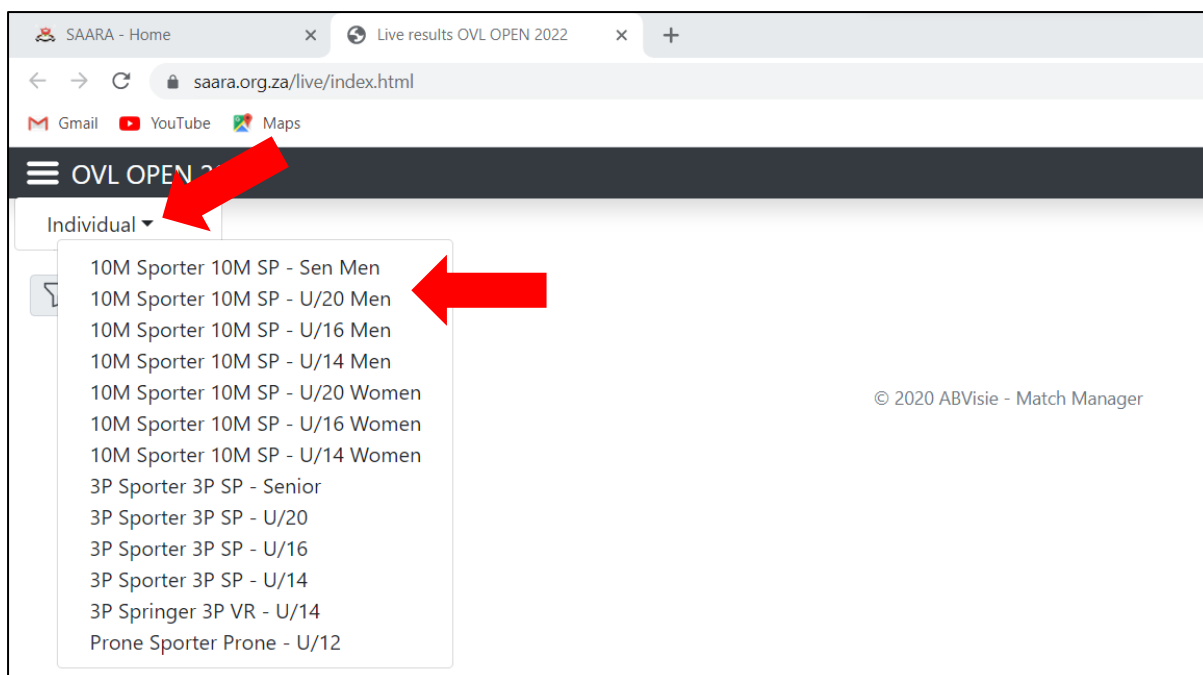 SAARA - Home
Live results OVL OPEN 2022
saara.org.za/live/index.html
Gmail
YouTube
Maps
OVL OPEN
Individual
10M Sporter 10M SP - Sen Men
10M Sporter 10M SP - U/20 Men
10M Sporter 10M SP - U/16 Men
10M Sporter 10M SP - U/14 Men
10M Sporter 10M SP - U/20 Women
10M Sporter 10M SP - U/16 Women
10M Sporter 10M SP - U/14 Women
3P Sporter 3P SP - Senior
3P Sporter 3P SP - U/20
3P Sporter 3P SP - U/16
3P Sporter 3P SP - U/14
3P Springer 3P VR - U/14
Prone Sporter Prone - U/12
© 2020 ABVisie - Match Manager